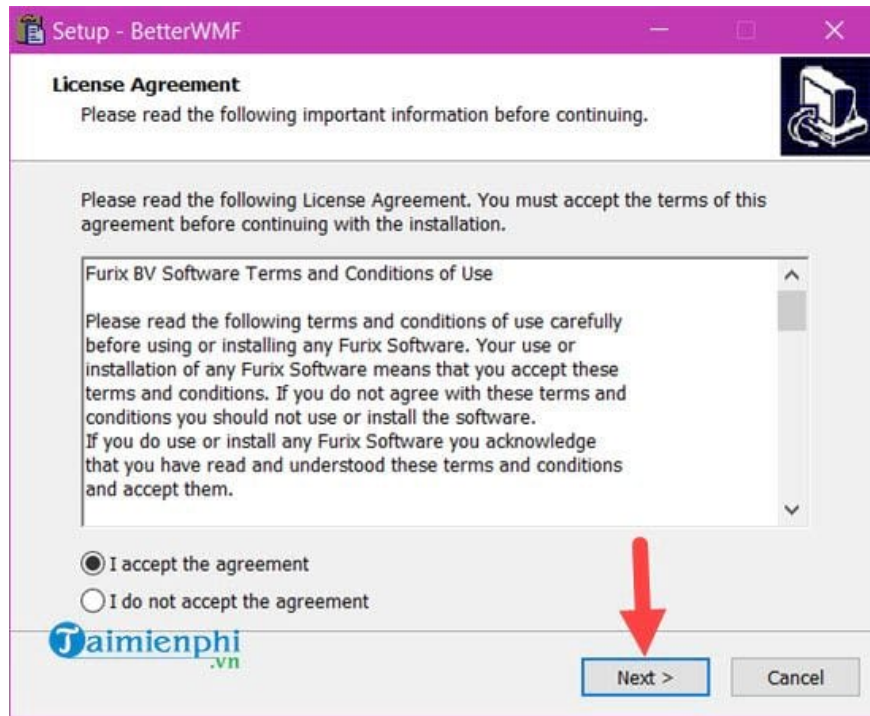 Setup - BetterWMF
License Agreement
Please read the following important information before continuing.
Please read the following License Agreement. You must accept the terms of this
agreement before continuing with the installation.
Furix BV Software Terms and Conditions of Use
Please read the following terms and conditions of use carefully
before using or installing any Furix Software. Your use or
installation of any Furix Software means that you accept these
terms and conditions. If you do not agree with these terms and
conditions you should not use or install the software.
If you do use or install any Furix Software you acknowledge
that you have read and understood these terms and conditions
and accept them.
I accept the agreement
I do not accept the agreement
Taimienphi
.vn
Next >
Cancel